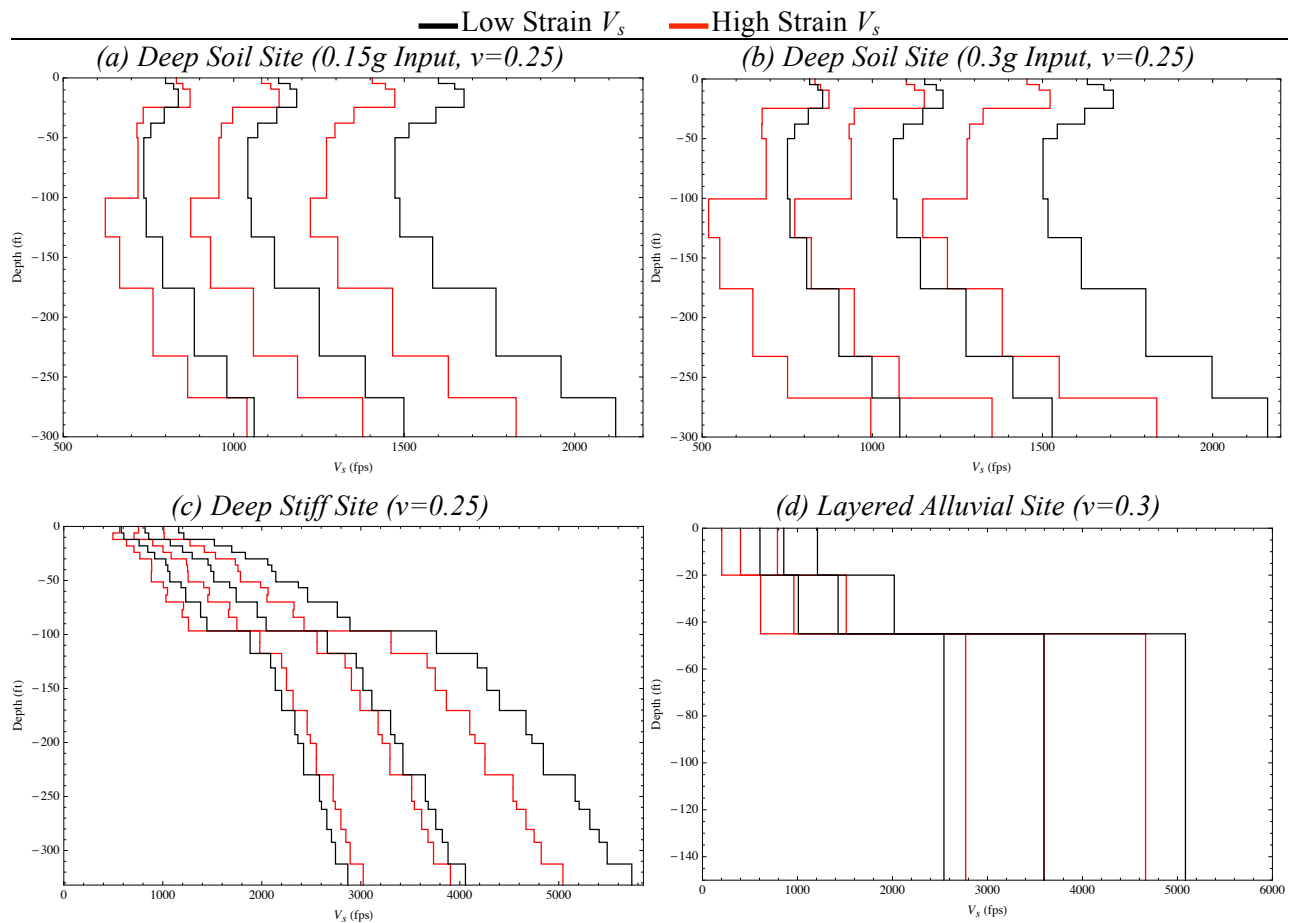 Low Strain Vs High Strain Vs
(a) Deep Soil Site (0.15g Input, ν=0.25)
0
−50
−100
−150
−200
−250
−300
Depth (ft)
500 1000 1500 2000
Vs (fps)
(b) Deep Soil Site (0.3g Input, ν=0.25)
0
−50
−100
−150
−200
−250
−300
Depth (ft)
500 1000 1500 2000
Vs (fps)
(c) Deep Stiff Site (ν=0.25)
0
−50
−100
−150
−200
−250
−300
Depth (ft)
0 1000 2000 3000 4000 5000
Vs (fps)
(d) Layered Alluvial Site (ν=0.3)
0
−20
−40
−60
−80
−100
−120
−140
Depth (ft)
0 1000 2000 3000 4000 5000 6000
Vs (fps)